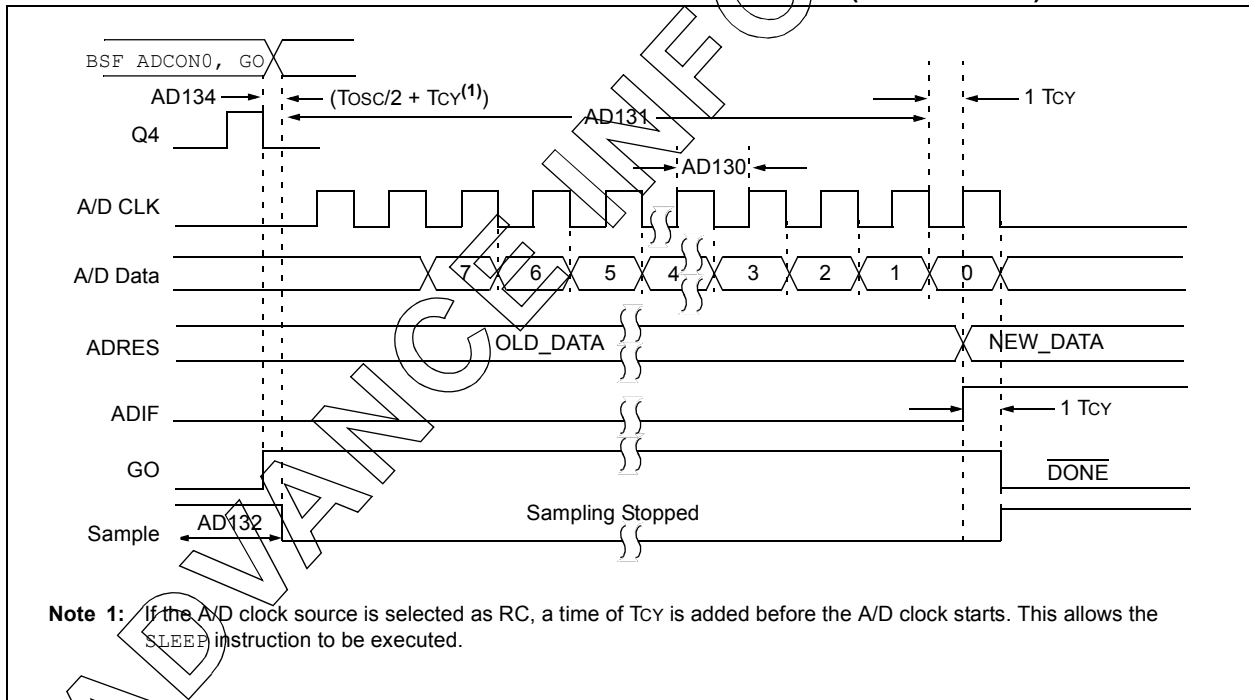 BSF ADCON0, GO
AD134
(TOSC/2 + TCY(1))
1 TCY
AD131
Q4
AD130
A/D CLK
A/D Data
7 6 5 4 3 2 1 0
ADRES
OLD_DATA
NEW_DATA
ADIF
1 TCY
GO
DONE
Sample
AD132
Sampling Stopped
Note 1: If the A/D clock source is selected as RC, a time of TCY is added before the A/D clock starts. This allows the
SLEEP instruction to be executed.
ADVANCE INFO